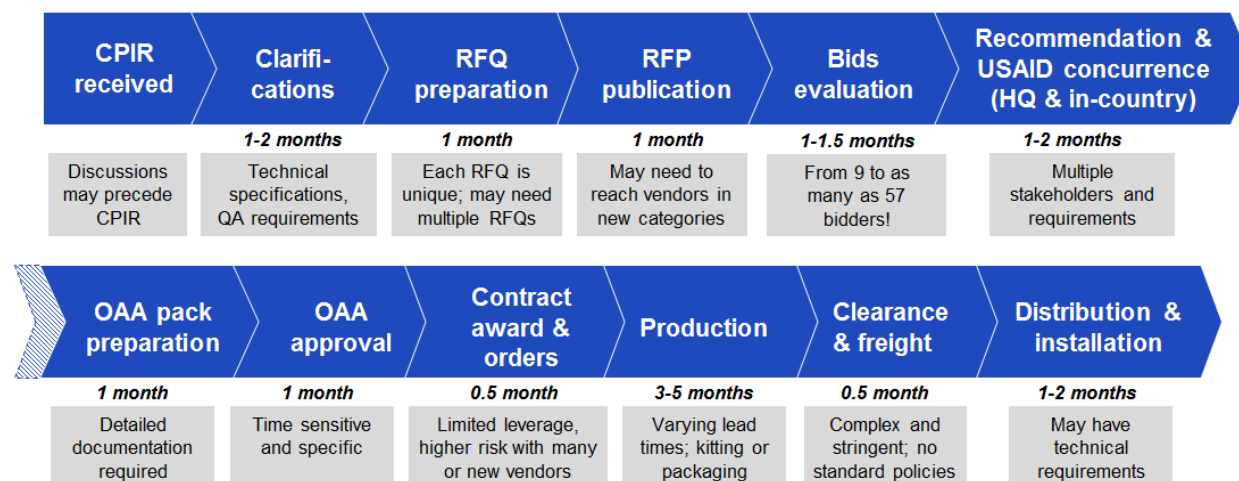 CPIR
received
Clarifi-
cations
RFQ
preparation
RFP
publication
Bids
evaluation
Recommendation &
USAID concurrence
(HQ & in-country)
1-2 months
1 month
1 month
1-1.5 months
1-2 months
Discussions
may precede
CPIR
Technical
specifications,
QA requirements
Each RFQ is
unique; may need
multiple RFQs
May need to
reach vendors in
new categories
From 9 to as
many as 57
bidders!
Multiple
stakeholders and
requirements
OAA pack
preparation
OAA
approval
Contract
award &
orders
Production
Clearance
& freight
Distribution &
installation
1 month
1 month
0.5 month
3-5 months
0.5 month
1-2 months
Detailed
documentation
required
Time sensitive
and specific
Limited leverage,
higher risk with many
or new vendors
Varying lead
times; kitting or
packaging
Complex and
stringent; no
standard policies
May have
technical
requirements